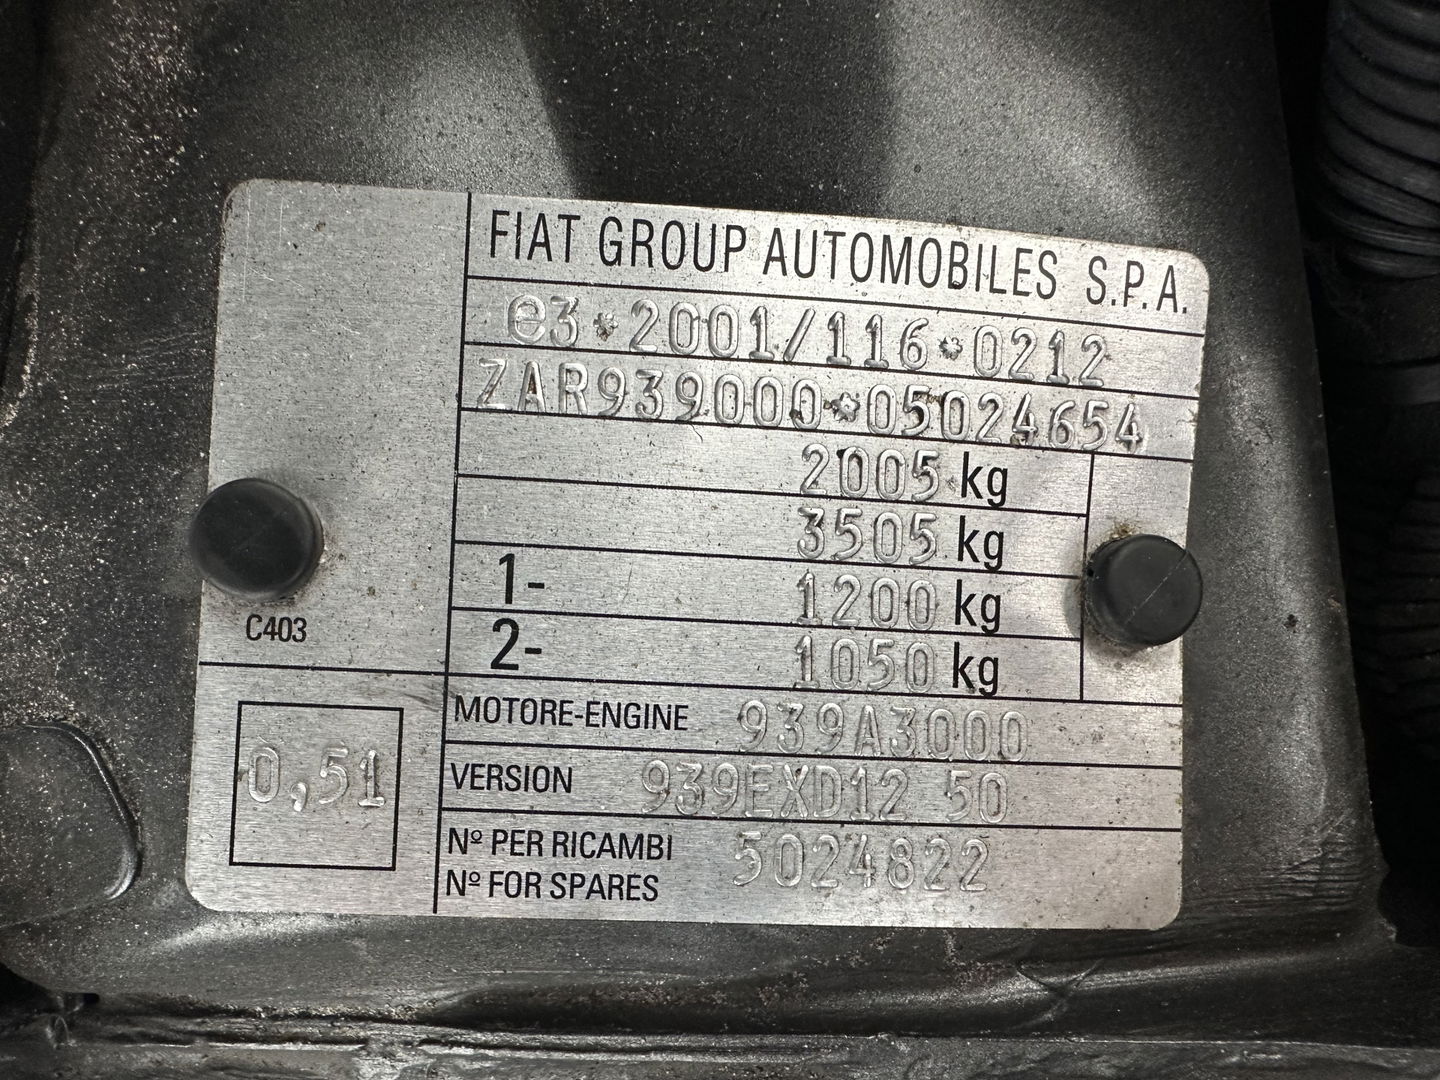 FIAT GROUP AUTOMOBILES S.P.A.
e3*2001/116*0212
ZAR939000*05024654
2005 kg
3505 kg
1- 1200 kg
2- 1050 kg
C403
MOTORE-ENGINE 939A3000
VERSION 939EXD12 50
0,51
Nº PER RICAMBI 5024822
Nº FOR SPARES